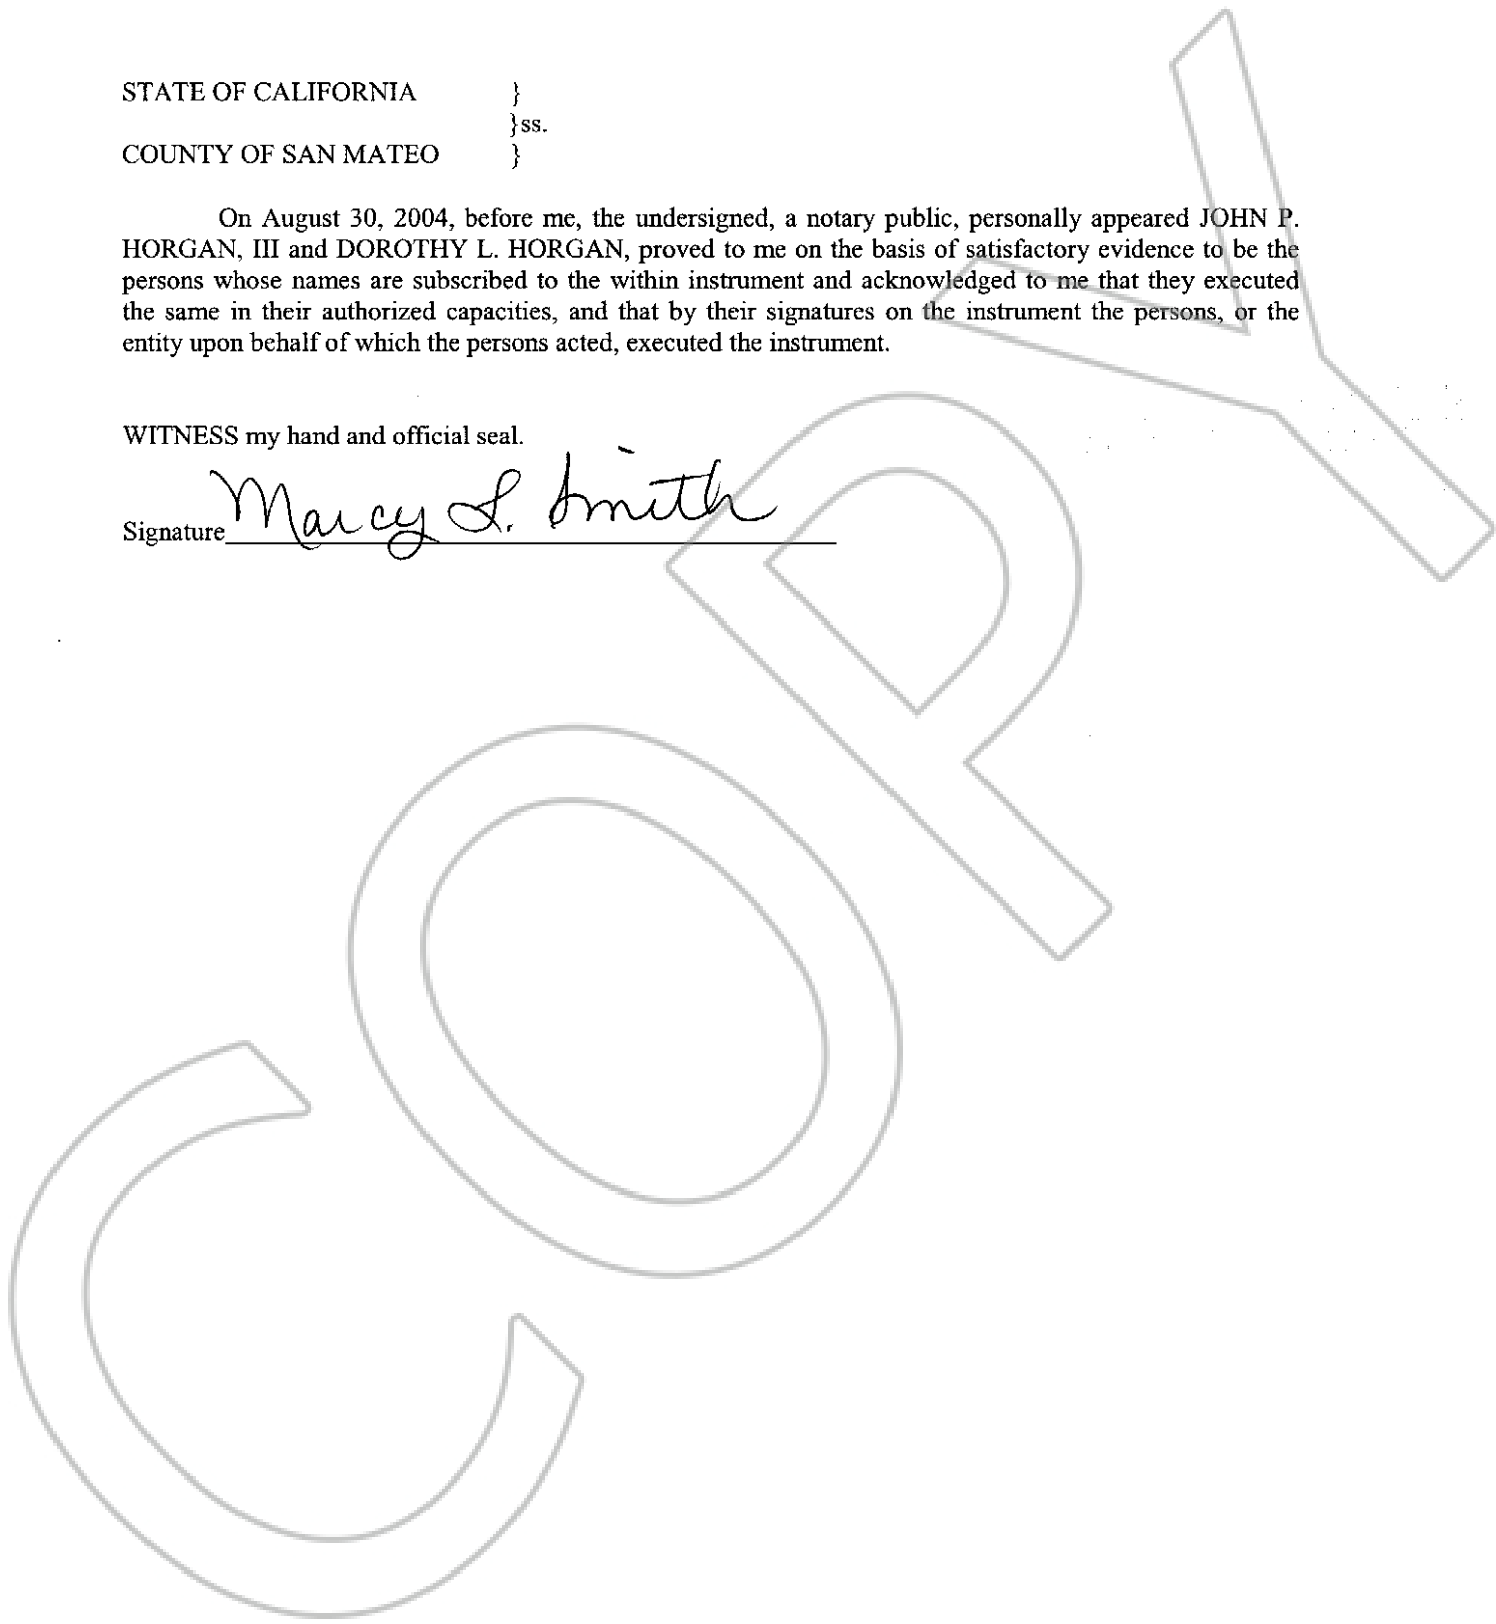 STATE OF CALIFORNIA }
}ss.
COUNTY OF SAN MATEO }
On August 30, 2004, before me, the undersigned, a notary public, personally appeared JOHN P.
HORGAN, III and DOROTHY L. HORGAN, proved to me on the basis of satisfactory evidence to be the
persons whose names are subscribed to the within instrument and acknowledged to me that they executed
the same in their authorized capacities, and that by their signatures on the instrument the persons, or the
entity upon behalf of which the persons acted, executed the instrument.
WITNESS my hand and official seal.
Signature Marcy L. Smith
COPY